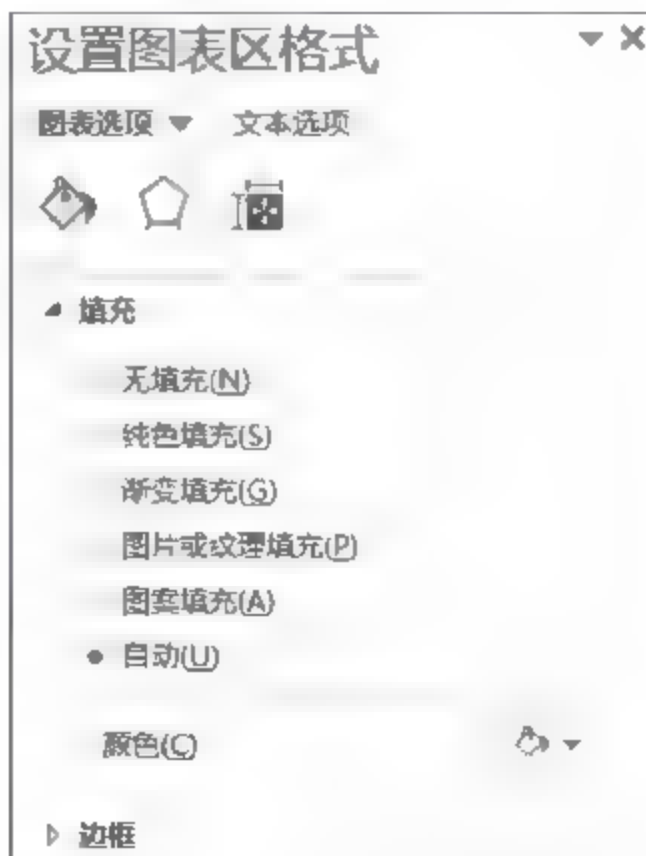 设置图表区格式
图表选项 文本选项
填充
无填充(N)
纯色填充(S)
渐变填充(G)
图片或纹理填充(P)
图案填充(A)
自动(U)
颜色(C)
边框